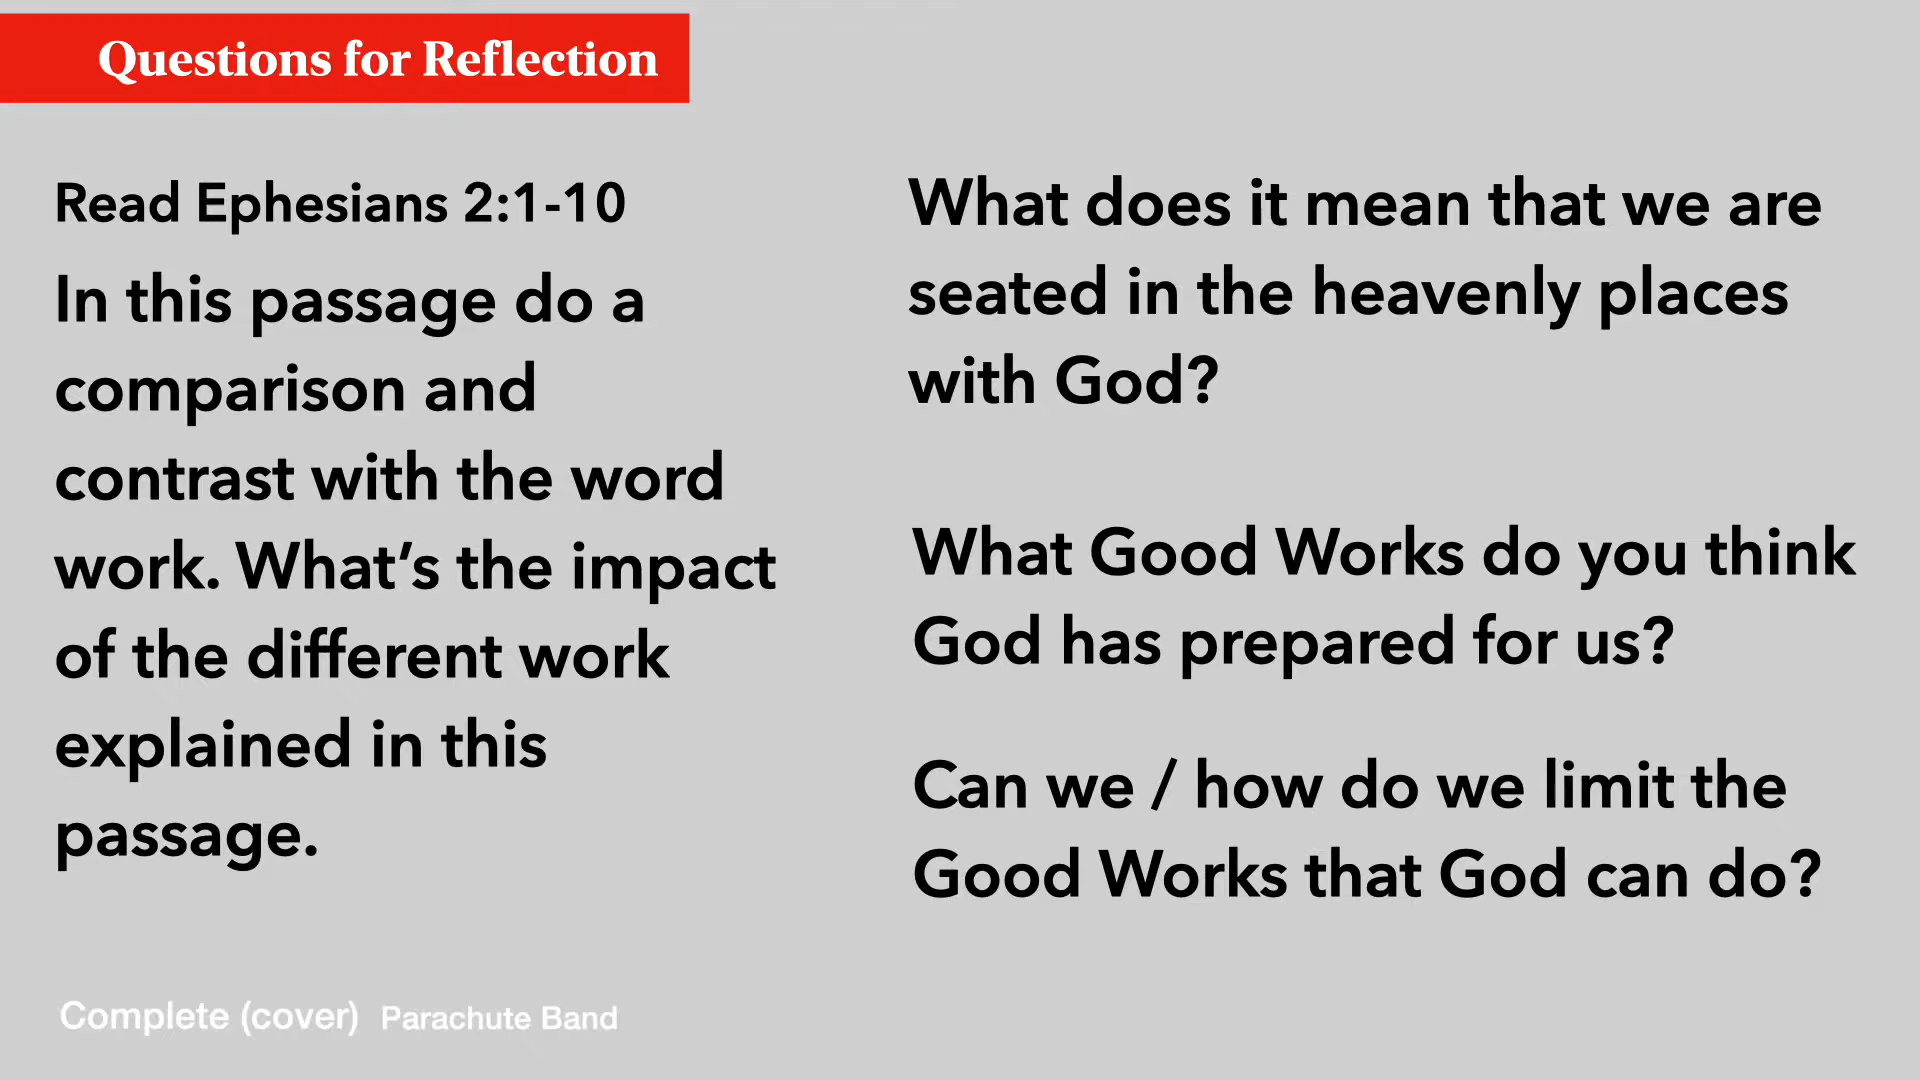 Questions for Reflection
Read Ephesians 2:1-10
In this passage do a
comparison and
contrast with the word
work. What’s the impact
of the different work
explained in this
passage.
What does it mean that we are
seated in the heavenly places
with God?
What Good Works do you think
God has prepared for us?
Can we / how do we limit the
Good Works that God can do?
Complete (cover) Parachute Band